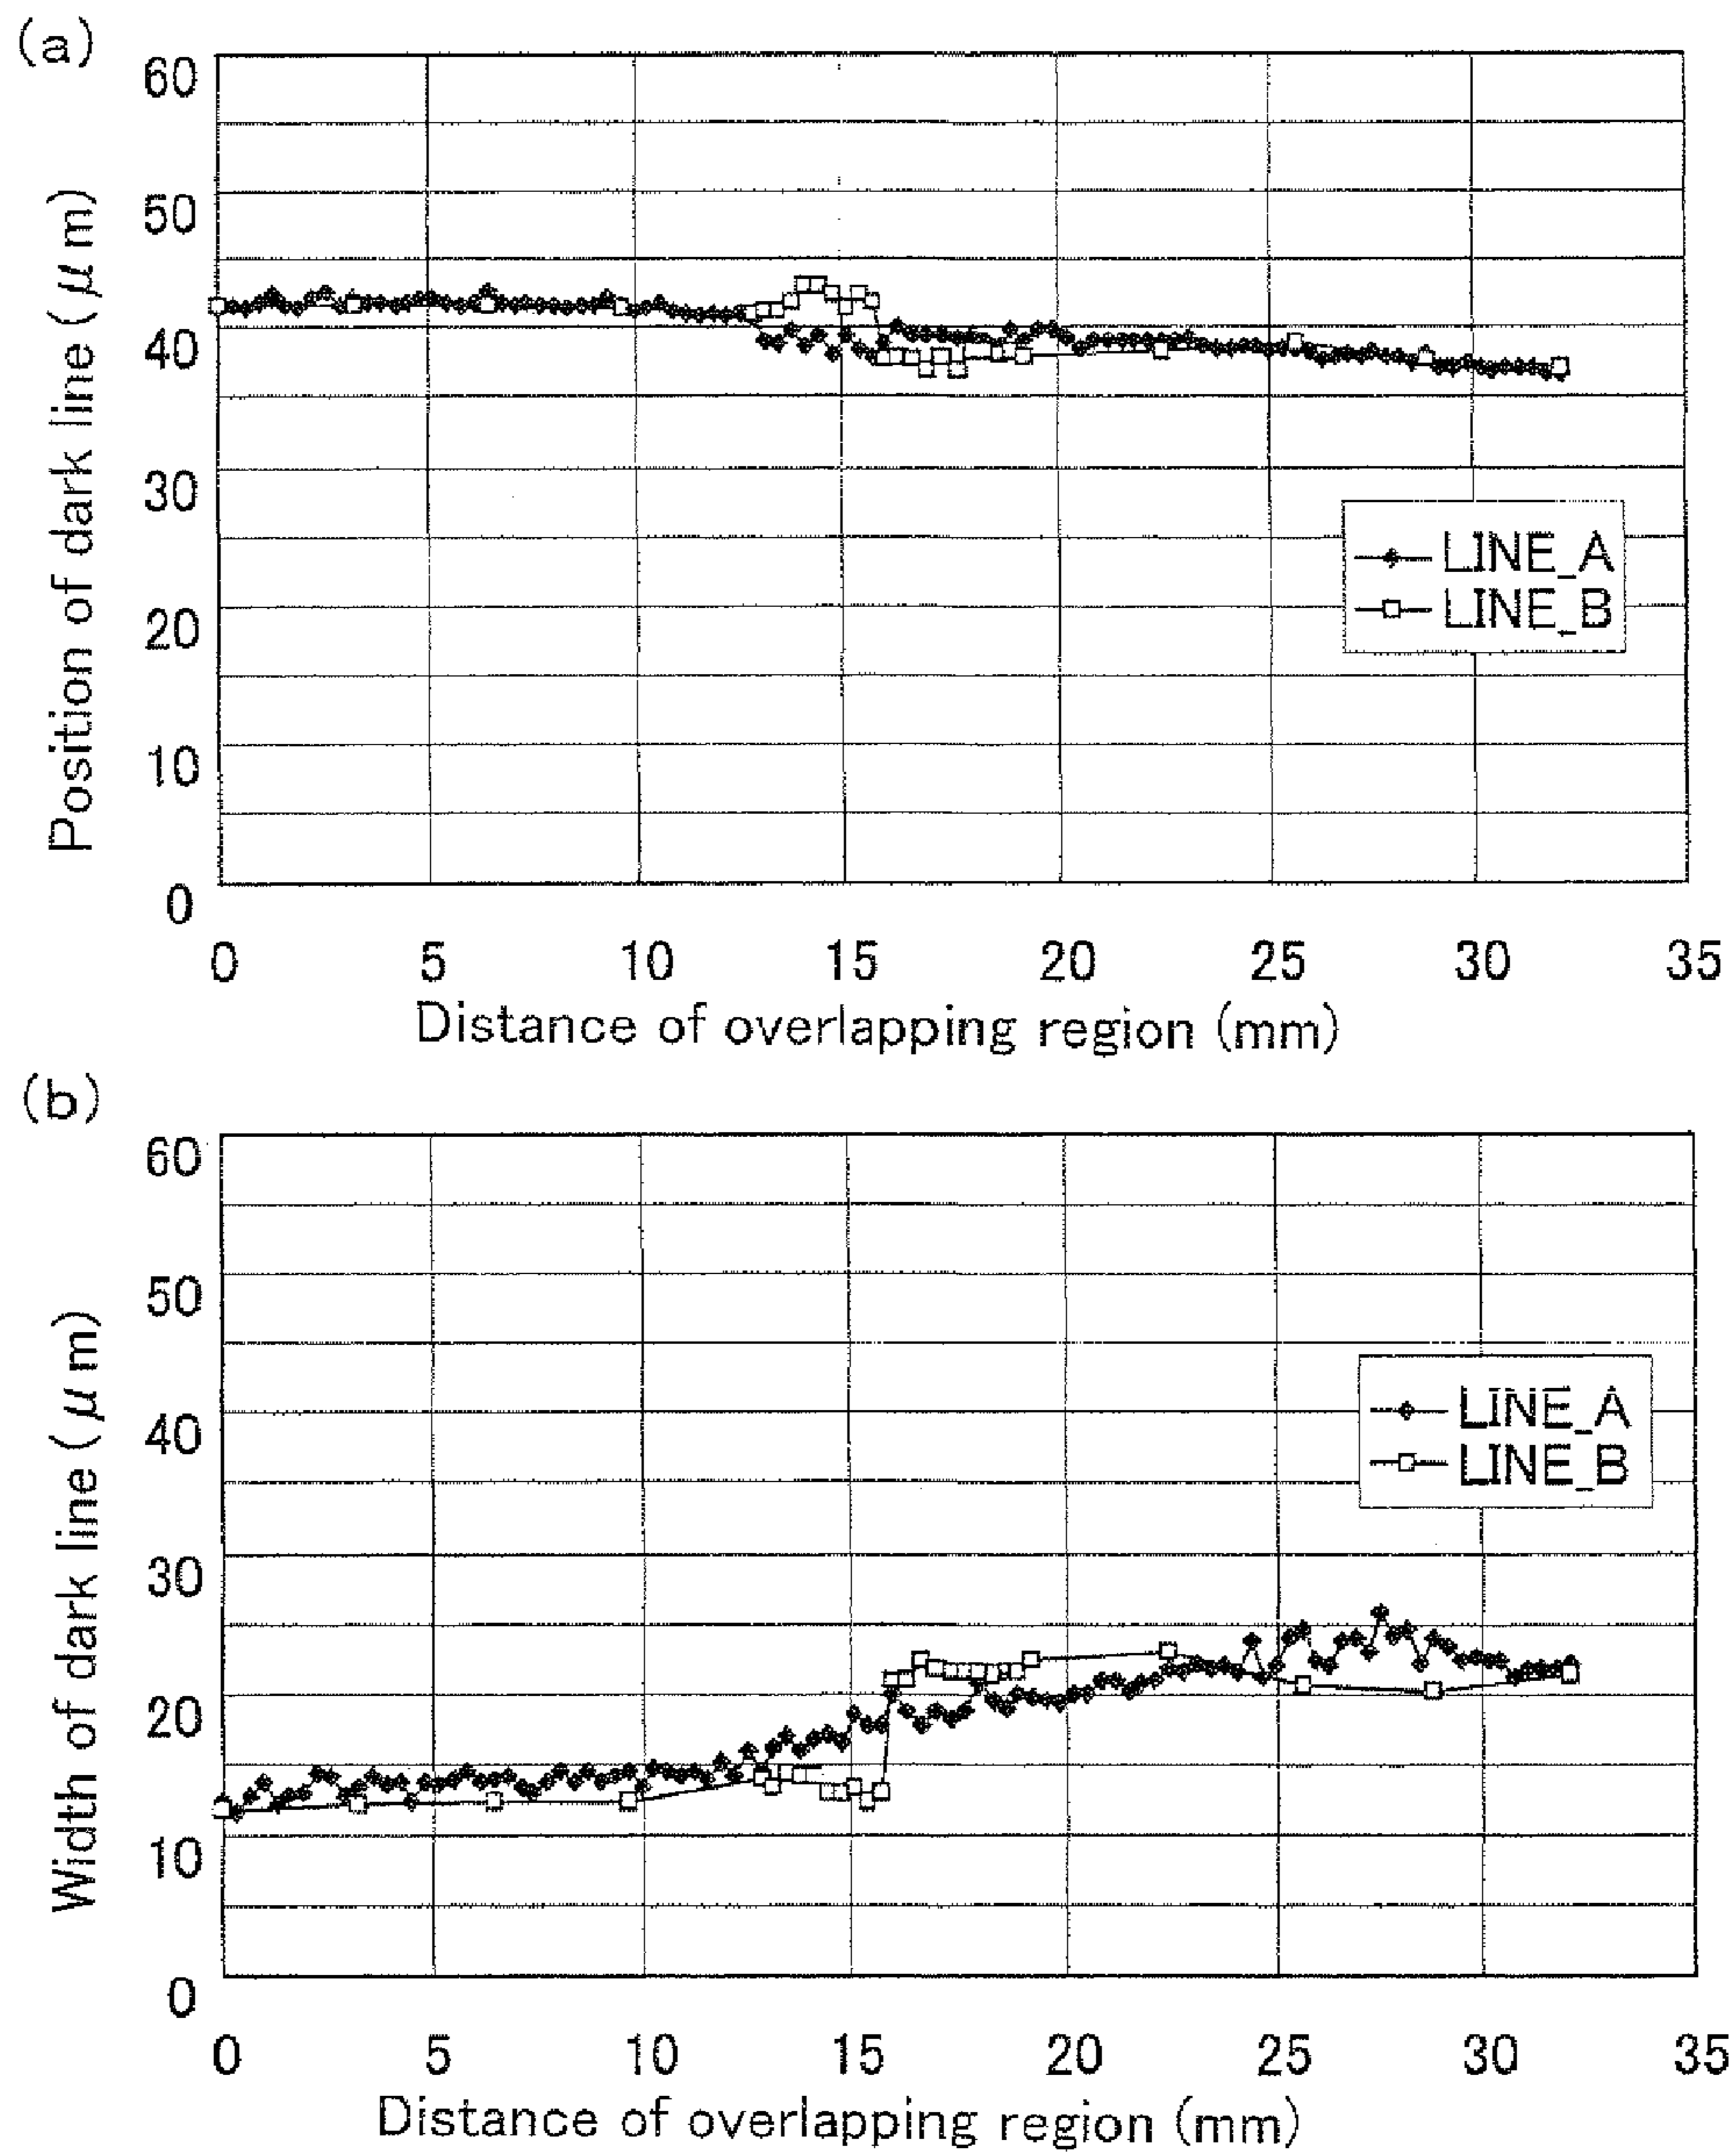 (a)
Position of dark line (μm)
60
50
40
30
20
10
0
LINE_A
LINE_B
0 5 10 15 20 25 30 35
Distance of overlapping region (mm)
(b)
Width of dark line (μm)
60
50
40
30
20
10
0
LINE_A
LINE_B
0 5 10 15 20 25 30 35
Distance of overlapping region (mm)